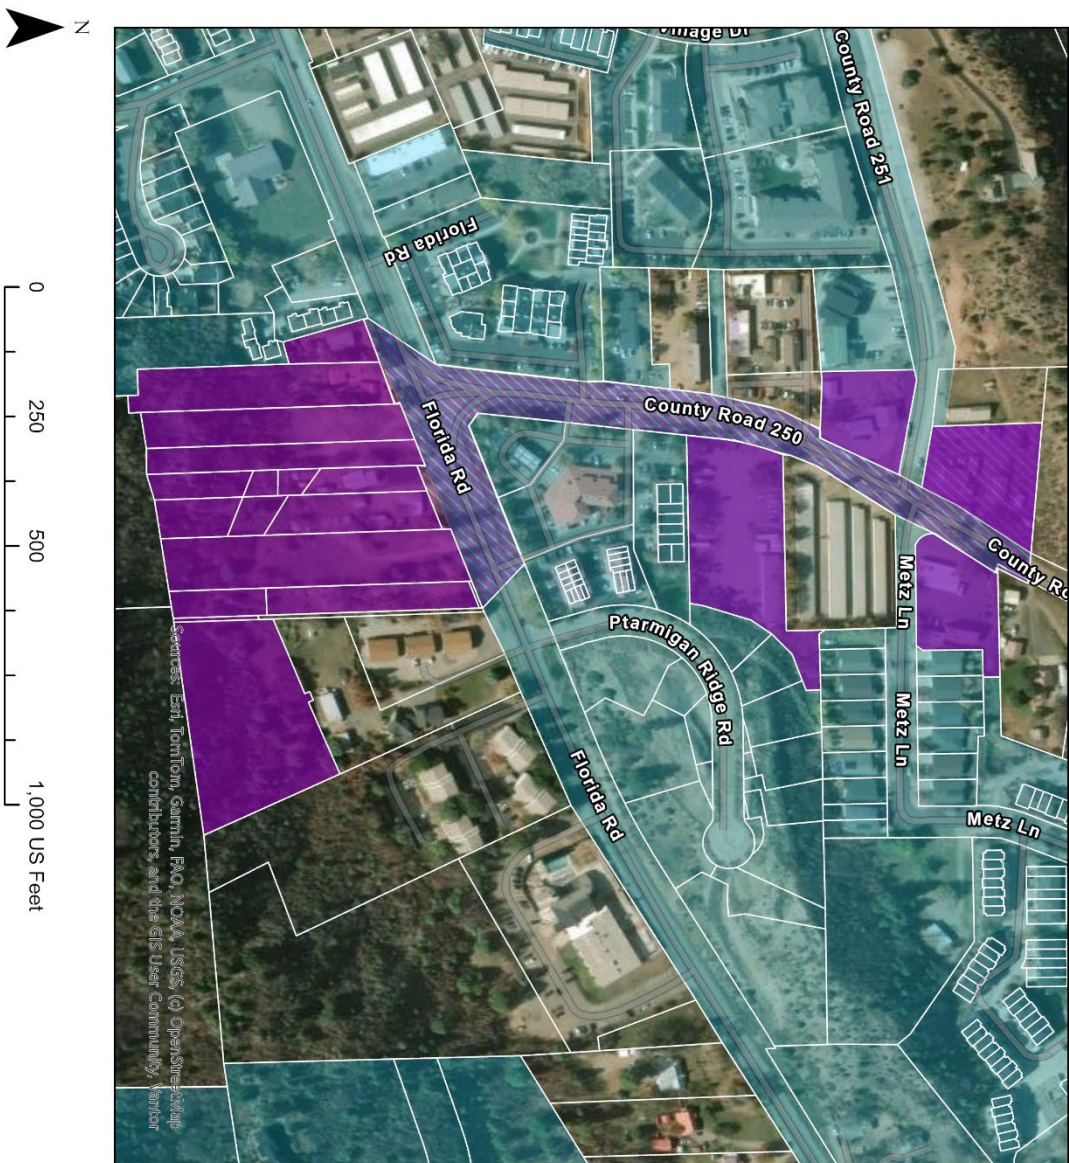 N
Village Dr
County Road 251
Florida Rd
County Road 250
Florida Rd
County Ro
Metz Ln
Ptarmigan Ridge Rd
Metz Ln
Florida Rd
Metz Ln
0 250 500 1,000 US Feet
Sources: Esri, TomTom, Garmin, FAO, NOAA, USGS, (c) OpenStreetMap
contributors, and the GIS User Community, Vantor